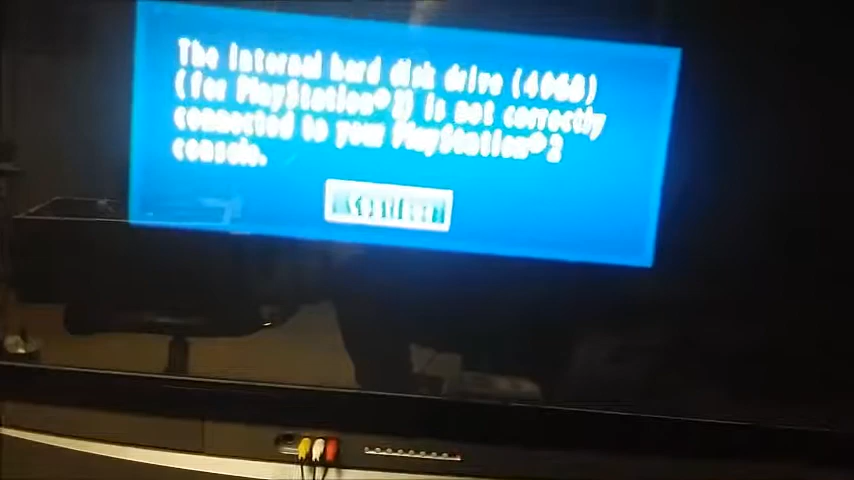 The internal hard disk drive (40GB)
(for PlayStation®2) is not correctly
connected to your PlayStation®2
console.